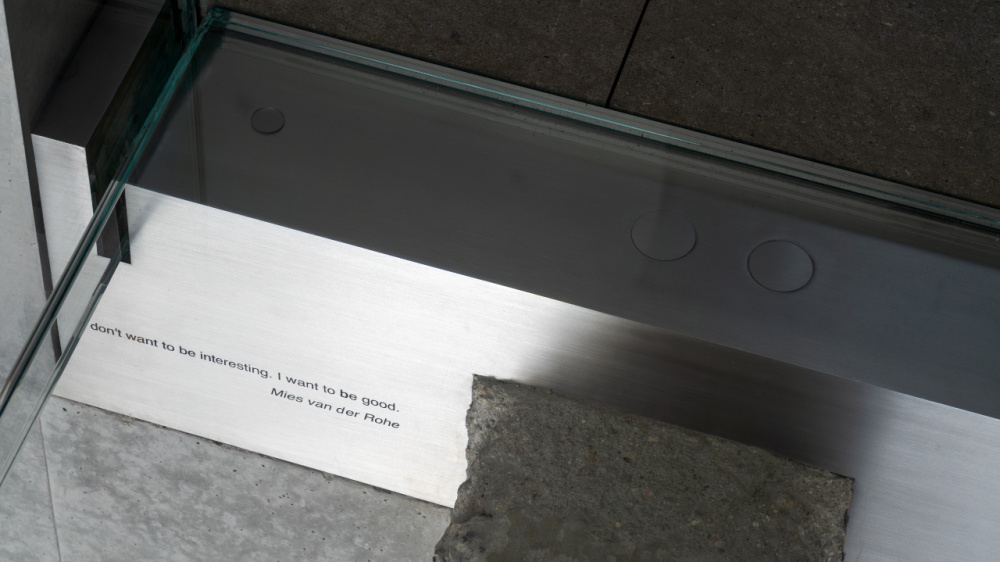 don't want to be interesting. I want to be good.
Mies van der Rohe